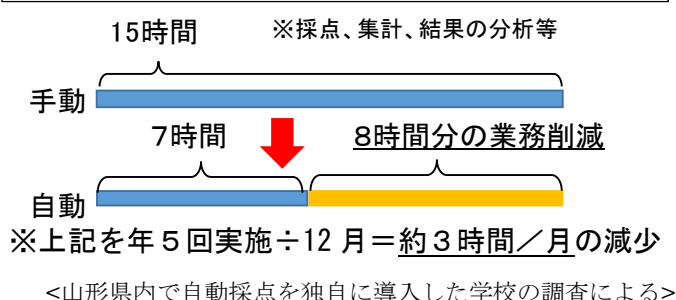 15時間　※採点、集計、結果の分析等
手動
7時間　8時間分の業務削減
自動
※上記を年５回実施÷12月＝約３時間／月の減少
<山形県内で自動採点を独自に導入した学校の調査による>